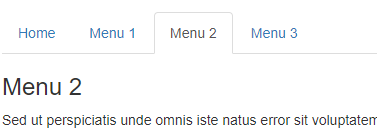 Home Menu 1 Menu 2 Menu 3
Menu 2
Sed ut perspiciatis unde omnis iste natus error sit voluptatem